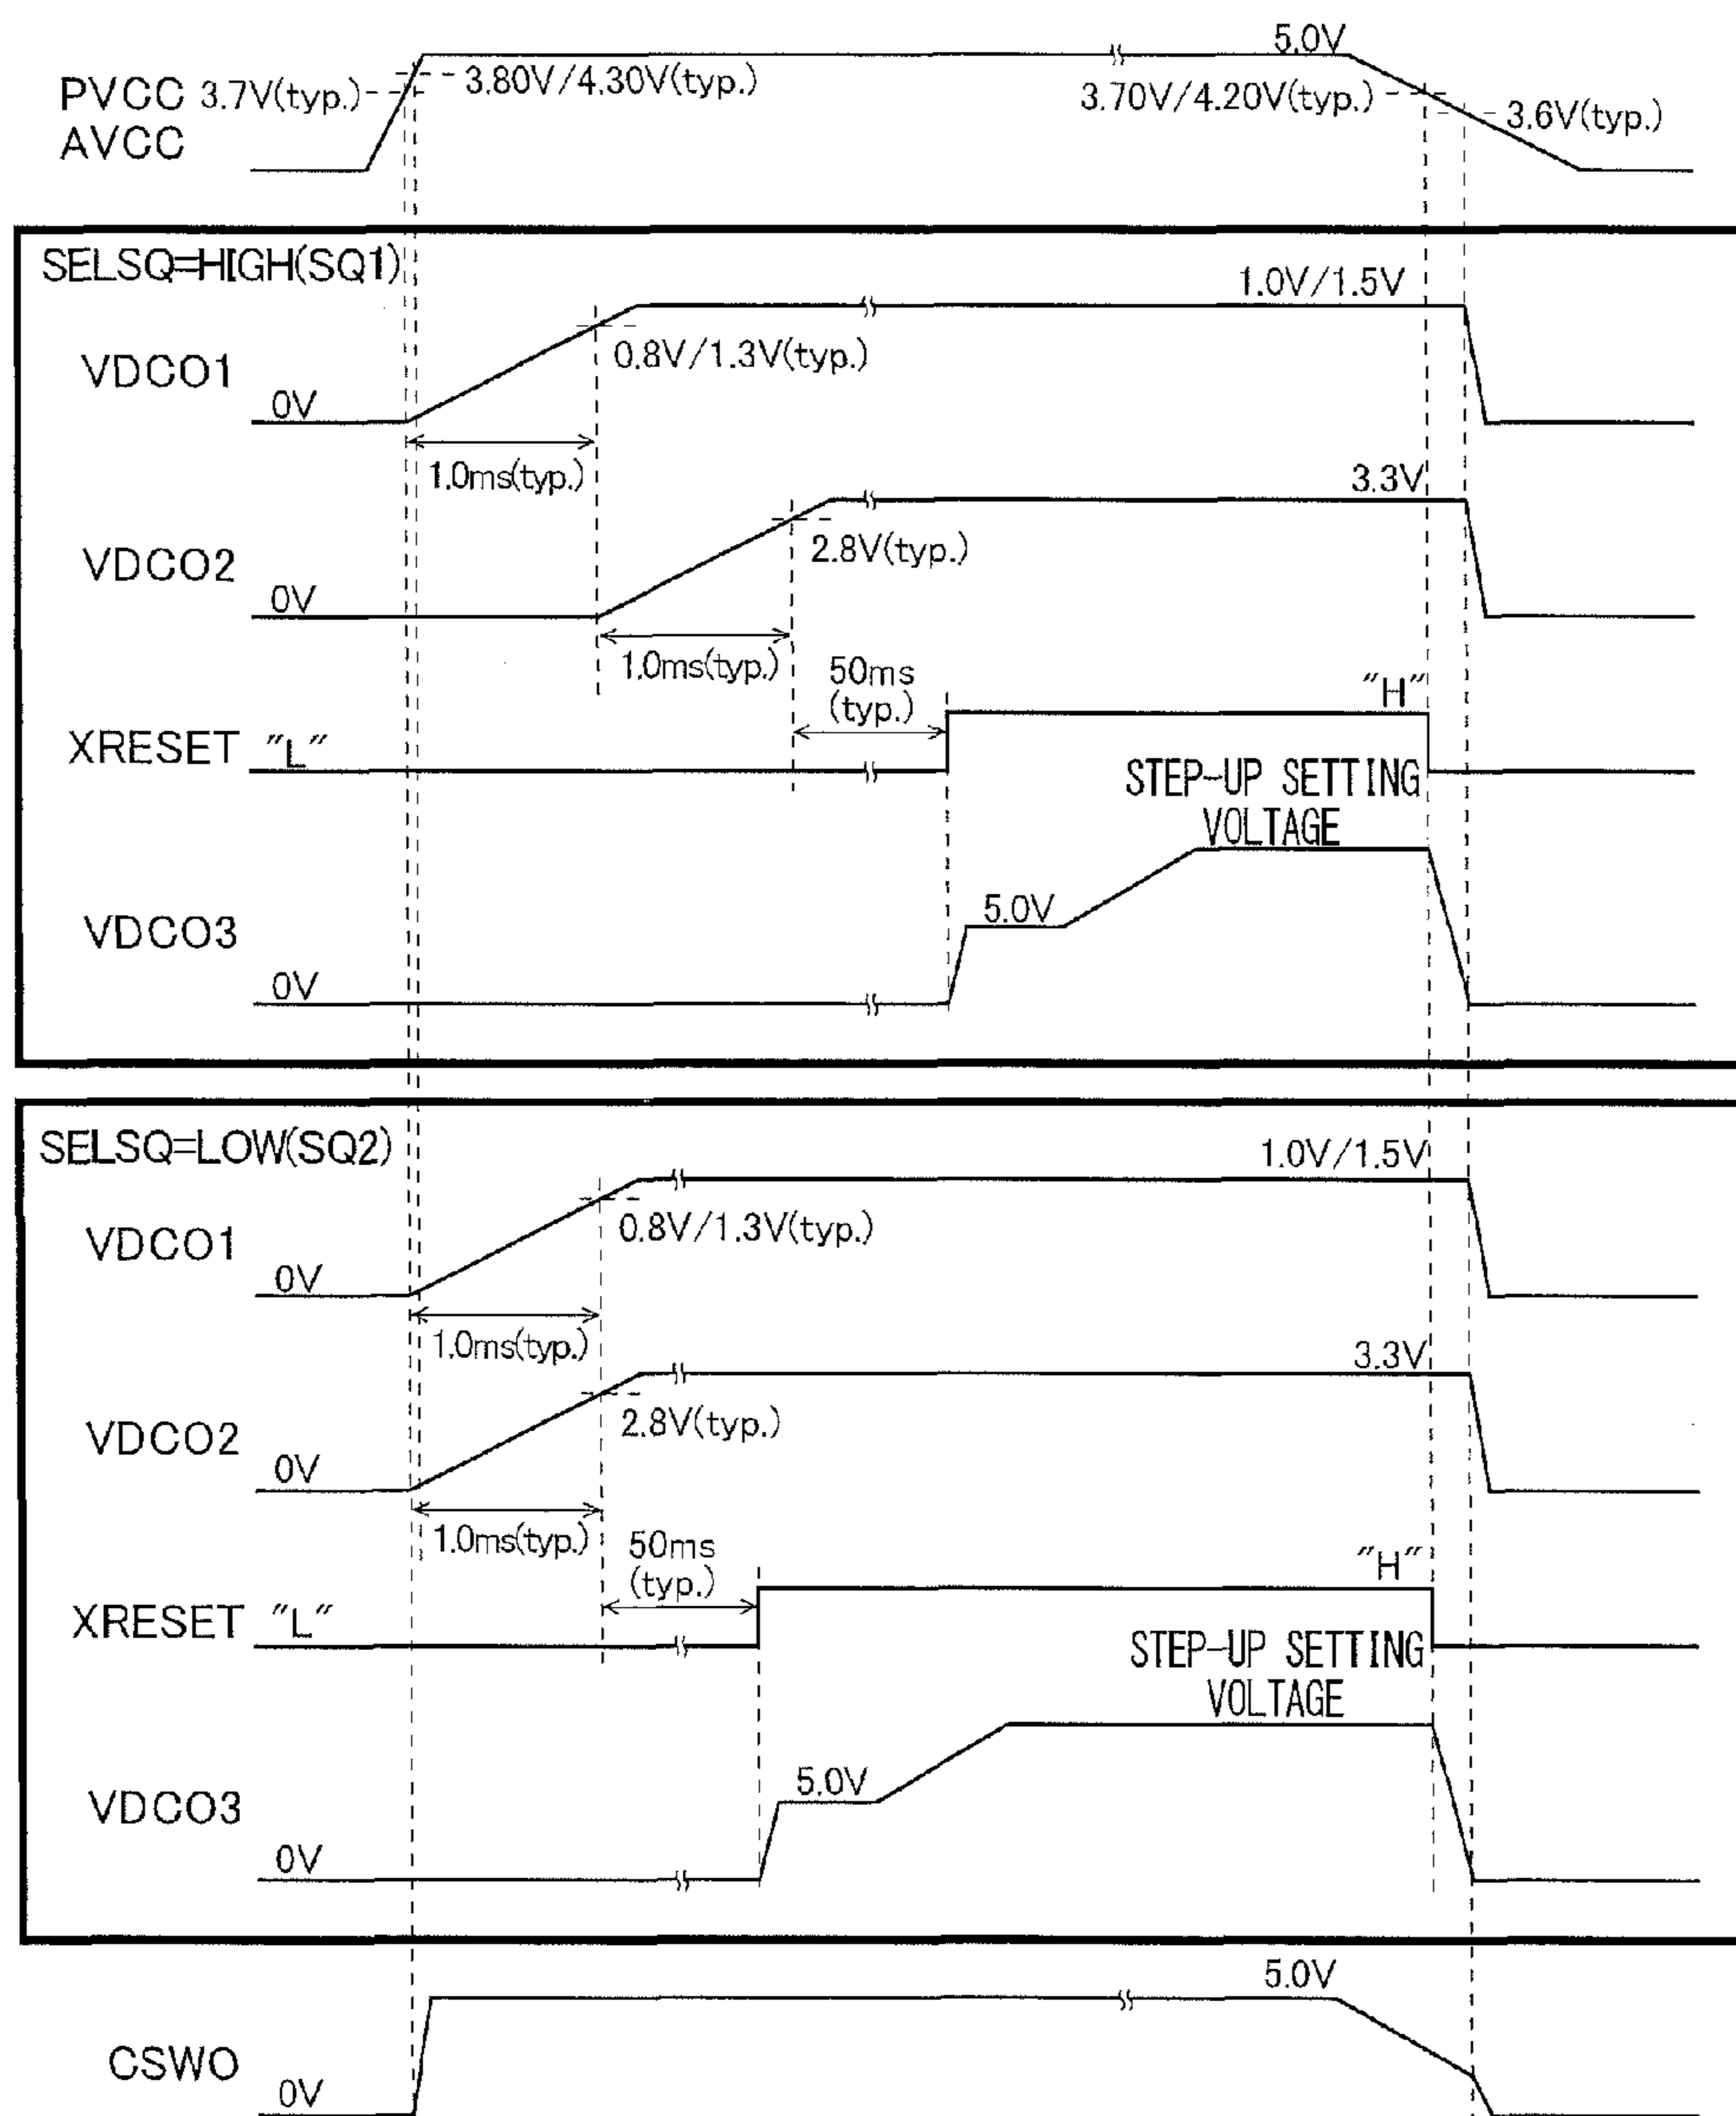 5.0V
PVCC 3.7V(typ.) 3.80V/4.30V(typ.) 3.70V/4.20V(typ.) 3.6V(typ.)
AVCC
SELSQ=HIGH(SQ1)
1.0V/1.5V
VDCO1 0.8V/1.3V(typ.)
0V
1.0ms(typ.)
3.3V
VDCO2 2.8V(typ.)
0V
1.0ms(typ.) 50ms
(typ.)
"H"
XRESET "L"
STEP-UP SETTING
VOLTAGE
VDCO3 5.0V
0V
SELSQ=LOW(SQ2)
1.0V/1.5V
VDCO1 0.8V/1.3V(typ.)
0V
1.0ms(typ.)
3.3V
VDCO2 2.8V(typ.)
0V
1.0ms(typ.) 50ms
(typ.)
"H"
XRESET "L"
STEP-UP SETTING
VOLTAGE
VDCO3 5.0V
0V
5.0V
CSWO
0V